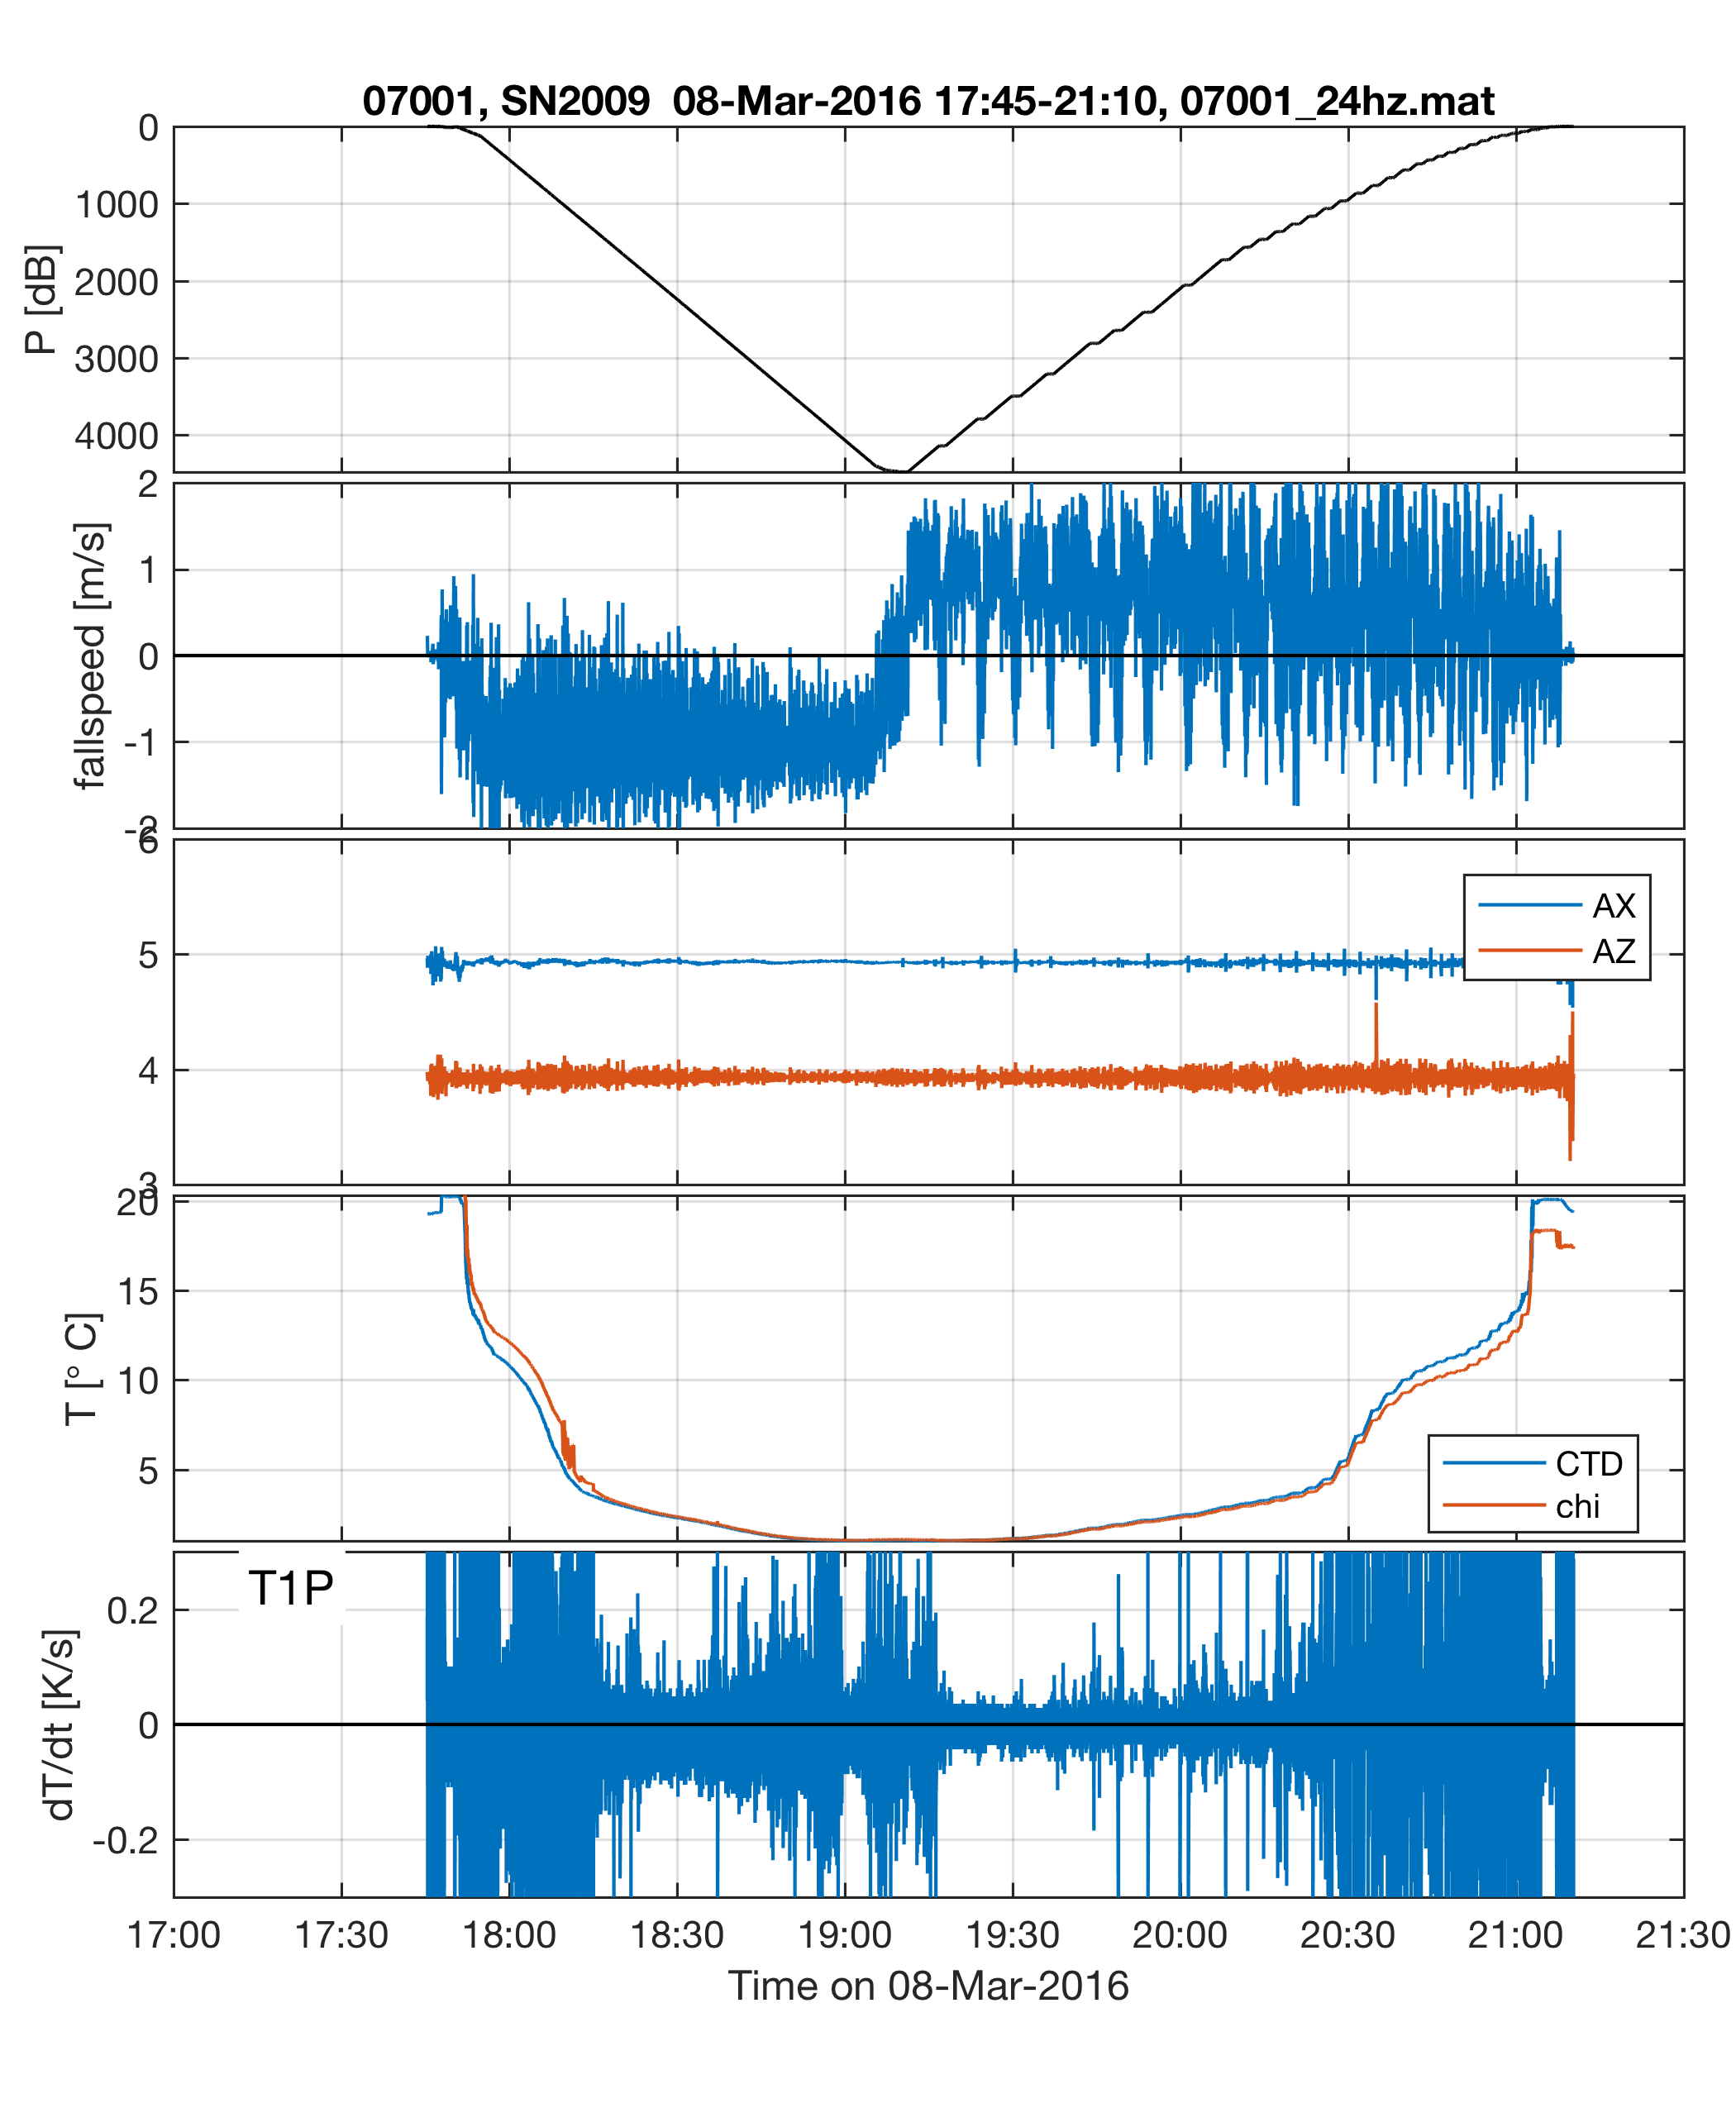 07001, SN2009  08-Mar-2016 17:45-21:10, 07001_24hz.mat
0
1000
2000
3000
4000
P [dB]
2
1
0
-1
-2
fallspeed [m/s]
6
5
4
3
AX
AZ
20
15
10
5
T [° C]
CTD
chi
T1P
0.2
0
-0.2
dT/dt [K/s]
17:00 17:30 18:00 18:30 19:00 19:30 20:00 20:30 21:00 21:30
Time on 08-Mar-2016